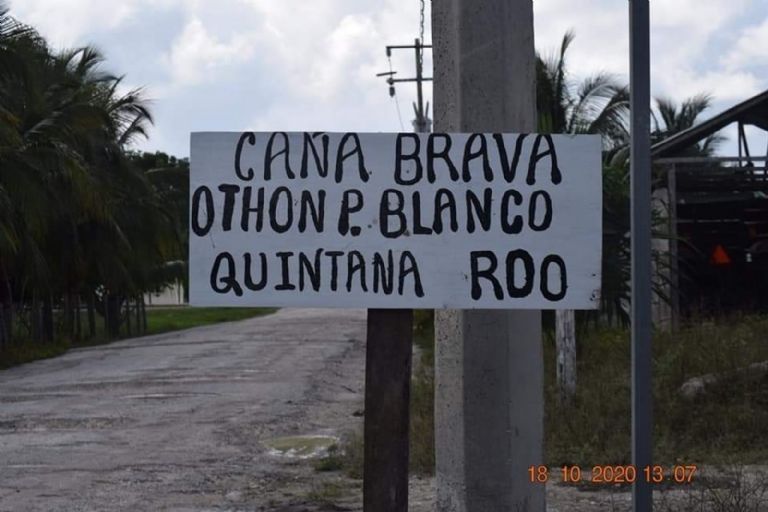 CAÑA BRAVA
OTHON P. BLANCO
QUINTANA ROO
18 10 2020 13:07